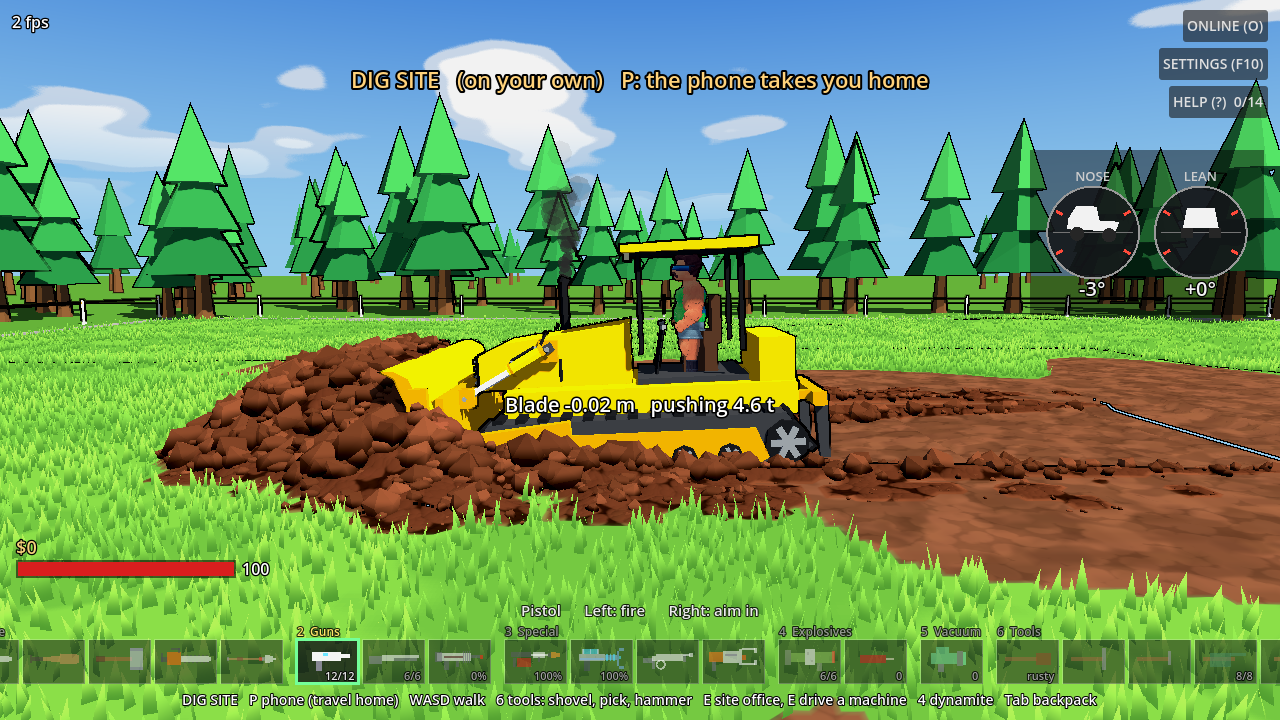 2 fps
ONLINE (O)
SETTINGS (F10)
HELP (?) 0/14
DIG SITE (on your own) P: the phone takes you home
NOSE LEAN
-3° +0°
Blade -0.02 m pushing 4.6 t
$0
100
Pistol Left: fire Right: aim in
2 Guns 3 Special 4 Explosives 5 Vacuum 6 Tools
12/12 6/6 0% 100% 100% 6/6 0 0 rusty 8/8
DIG SITE P phone (travel home) WASD walk 6 tools: shovel, pick, hammer E site office, E drive a machine 4 dynamite Tab backpack